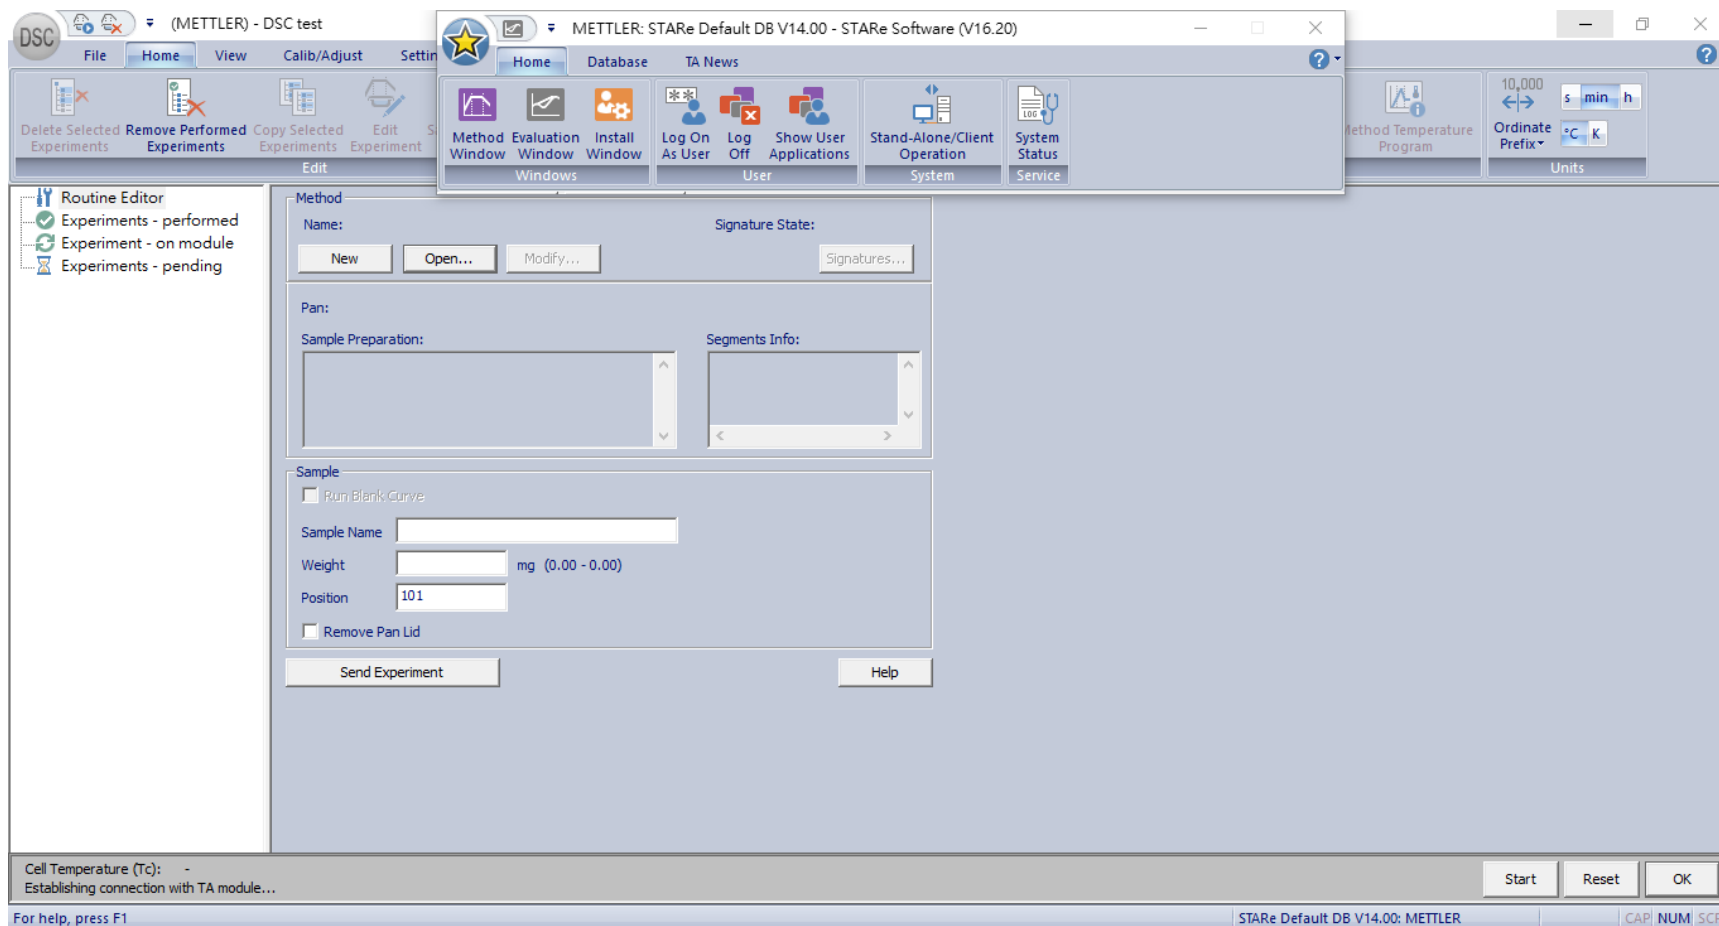 DSC
(METTLER) - DSC test
File Home View Calib/Adjust Settin
Delete Selected Experiments
Remove Performed Experiments
Copy Selected Experiments
Edit Experiment
Edit
METTLER: STARe Default DB V14.00 - STARe Software (V16.20)
Home Database TA News
Method Window
Evaluation Window
Install Window
Windows
Log On As User
Log Off
Show User Applications
User
Stand-Alone/Client Operation
System
LOG
System Status
Service
Method Temperature Program
10,000
Ordinate Prefix
s min h
°C K
Units
Routine Editor
Experiments - performed
Experiment - on module
Experiments - pending
Method
Name:
Signature State:
New Open... Modify... Signatures...
Pan:
Sample Preparation:
Segments Info:
Sample
Run Blank Curve
Sample Name
Weight mg (0.00 - 0.00)
Position 101
Remove Pan Lid
Send Experiment Help
Cell Temperature (Tc): -
Establishing connection with TA module...
Start Reset OK
For help, press F1
STARe Default DB V14.00: METTLER
CAP NUM SCR